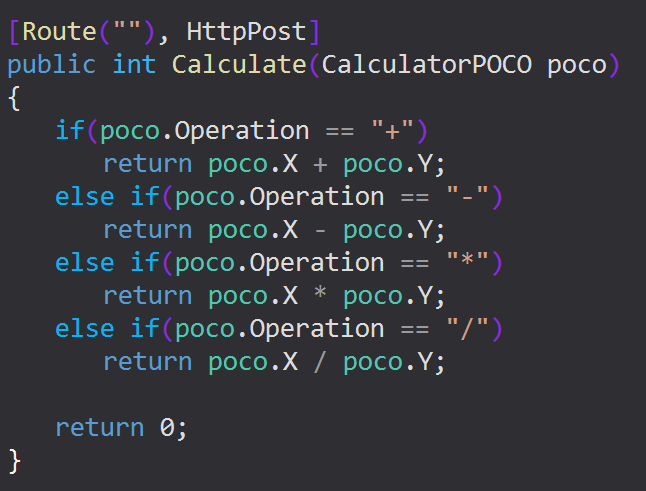 [Route(""), HttpPost]
public int Calculate(CalculatorPOCO poco)
{
if(poco.Operation == "+")
return poco.X + poco.Y;
else if(poco.Operation == "-")
return poco.X - poco.Y;
else if(poco.Operation == "*")
return poco.X * poco.Y;
else if(poco.Operation == "/")
return poco.X / poco.Y;
return 0;
}